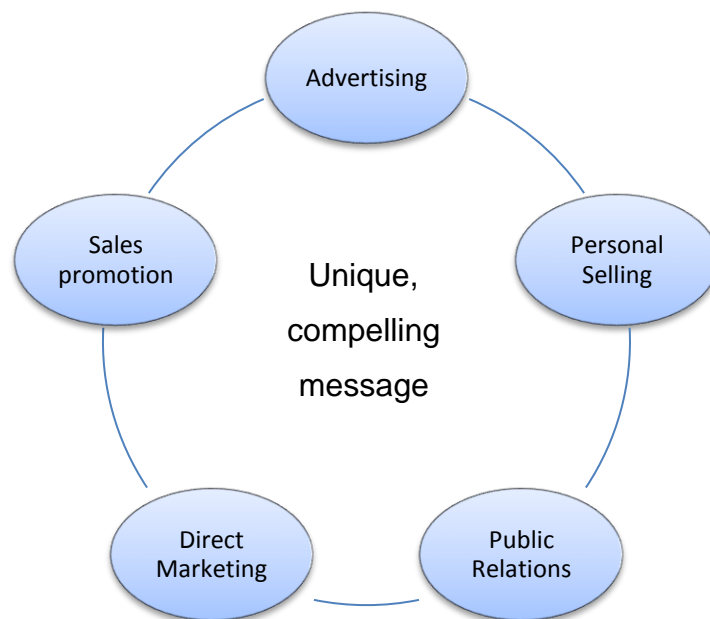 Advertising
Personal
Selling
Public
Relations
Direct
Marketing
Sales
promotion
Unique,
compelling
message